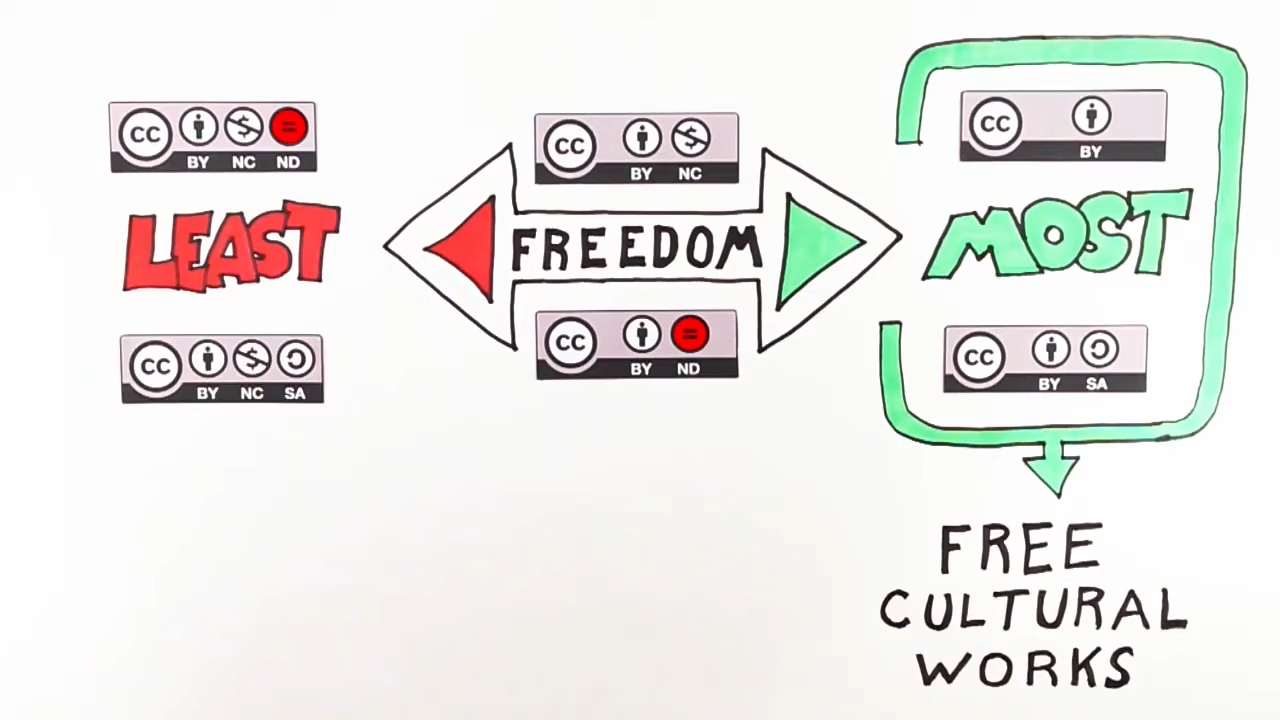 CC BY NC ND
LEAST
CC BY NC SA
CC BY NC
FREEDOM
CC BY ND
CC BY
MOST
CC BY SA
FREE
CULTURAL
WORKS